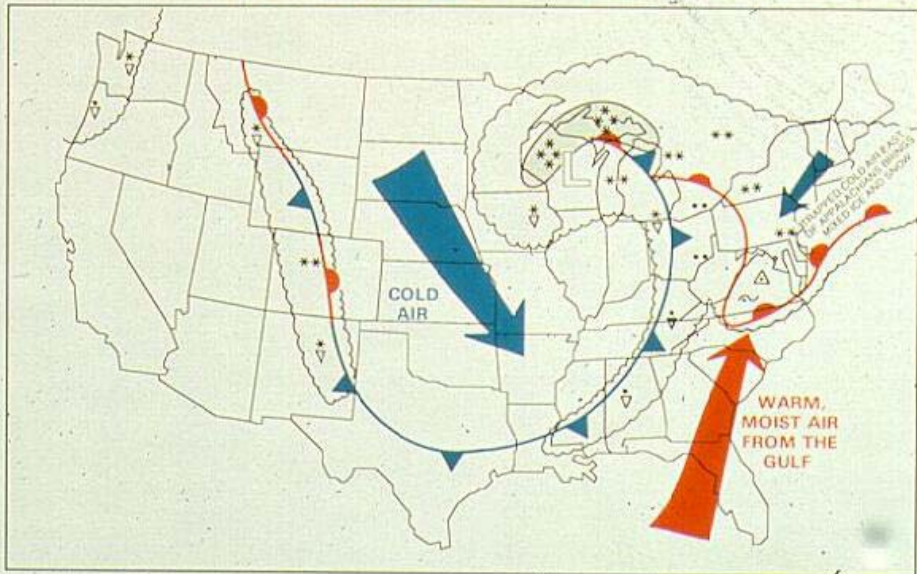 COLD
AIR
WARM,
MOIST AIR
FROM THE
GULF
TRAPPED COLD AIR EAST
OF APPALACHIANS BRINGS
MIXED ICE AND SNOW